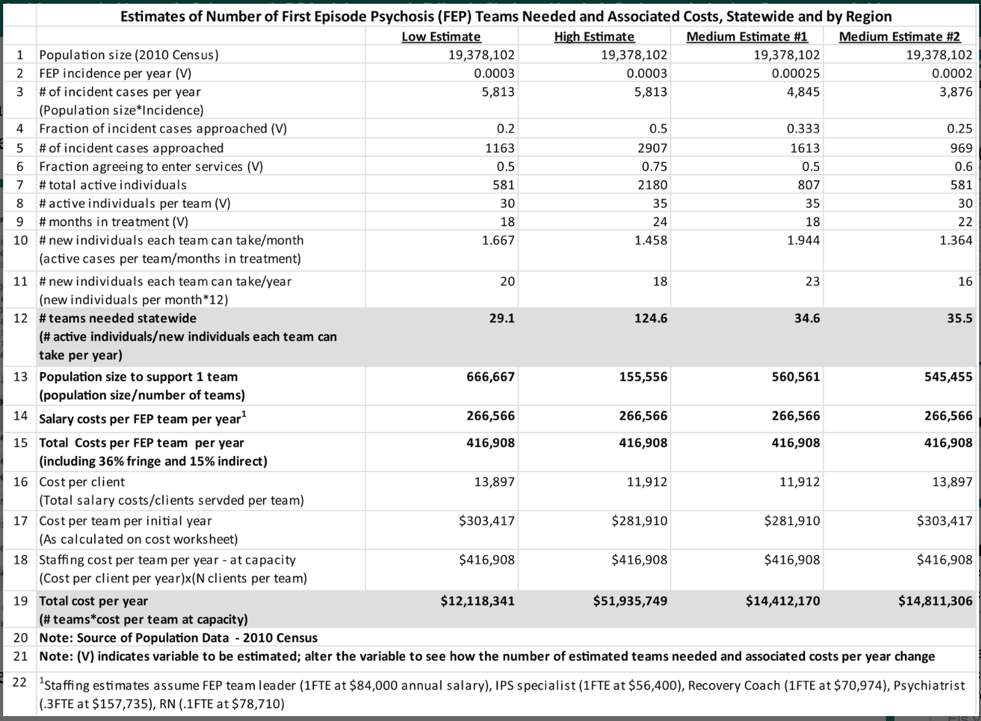 Estimates of Number of First Episode Psychosis (FEP) Teams Needed and Associated Costs, Statewide and by Region
Low Estimate High Estimate Medium Estimate #1 Medium Estimate #2
1 Population size (2010 Census) 19,378,102 19,378,102 19,378,102 19,378,102
2 FEP incidence per year (V) 0.0003 0.0003 0.00025 0.0002
3 # of incident cases per year 5,813 5,813 4,845 3,876
(Population size*Incidence)
4 Fraction of incident cases approached (V) 0.2 0.5 0.333 0.25
5 # of incident cases approached 1163 2907 1613 969
6 Fraction agreeing to enter services (V) 0.5 0.75 0.5 0.6
7 # total active individuals 581 2180 807 581
8 # active individuals per team (V) 30 35 35 30
9 # months in treatment (V) 18 24 18 22
10 # new individuals each team can take/month 1.667 1.458 1.944 1.364
(active cases per team/months in treatment)
11 # new individuals each team can take/year 20 18 23 16
(new individuals per month*12)
12 # teams needed statewide 29.1 124.6 34.6 35.5
(# active individuals/new individuals each team can
take per year)
13 Population size to support 1 team 666,667 155,556 560,561 545,455
(population size/number of teams)
14 Salary costs per FEP team per year1 266,566 266,566 266,566 266,566
15 Total Costs per FEP team per year 416,908 416,908 416,908 416,908
(including 36% fringe and 15% indirect)
16 Cost per client 13,897 11,912 11,912 13,897
(Total salary costs/clients servded per team)
17 Cost per team per initial year $303,417 $281,910 $281,910 $303,417
(As calculated on cost worksheet)
18 Staffing cost per team per year - at capacity $416,908 $416,908 $416,908 $416,908
(Cost per client per year)x(N clients per team)
19 Total cost per year $12,118,341 $51,935,749 $14,412,170 $14,811,306
(# teams*cost per team at capacity)
20 Note: Source of Population Data - 2010 Census
21 Note: (V) indicates variable to be estimated; alter the variable to see how the number of estimated teams needed and associated costs per year change
22 1Staffing estimates assume FEP team leader (1FTE at $84,000 annual salary), IPS specialist (1FTE at $56,400), Recovery Coach (1FTE at $70,974), Psychiatrist
(.3FTE at $157,735), RN (.1FTE at $78,710)